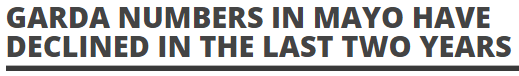 GARDA NUMBERS IN MAYO HAVE
DECLINED IN THE LAST TWO YEARS